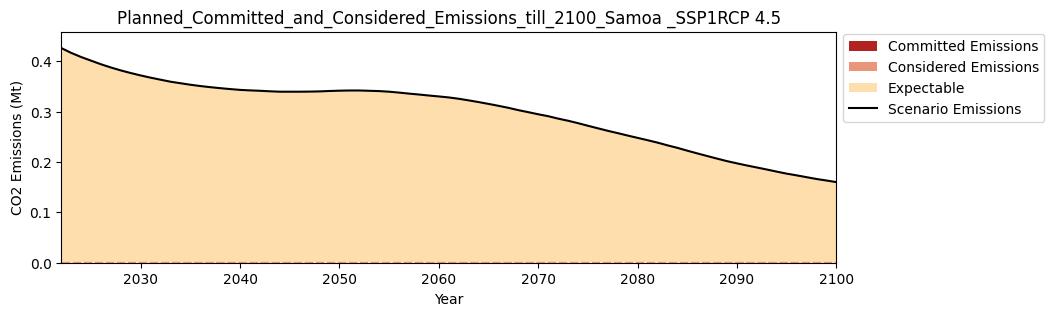 Planned_Committed_and_Considered_Emissions_till_2100_Samoa _SSP1RCP 4.5
Committed Emissions
Considered Emissions
Expectable
Scenario Emissions
CO2 Emissions (Mt)
0.4
0.3
0.2
0.1
0.0
2030
2040
2050
2060
2070
2080
2090
2100
Year